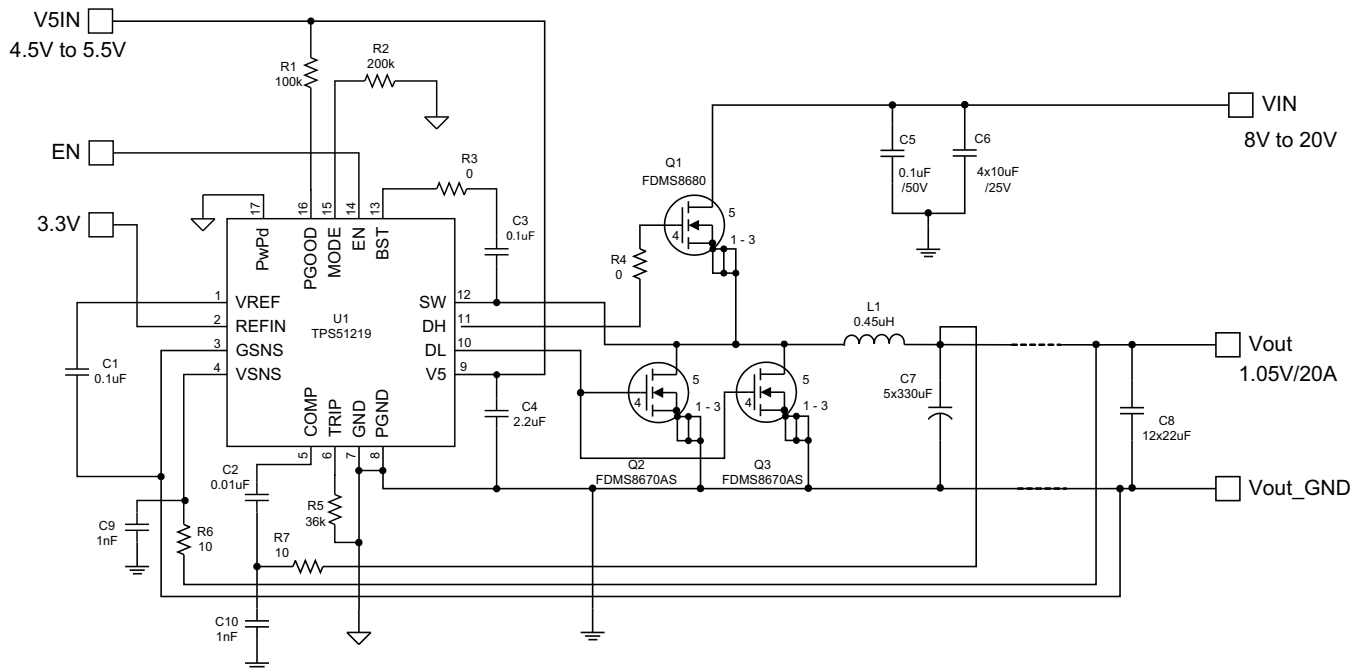 V5IN
4.5V to 5.5V
R1
100k
R2
200k
VIN
8V to 20V
C5
0.1uF
/50V
C6
4x10uF
/25V
EN
R3
0
Q1
FDMS8680
3.3V
17
16
15
14
13
PwPd
PGOOD
MODE
EN
BST
C3
0.1uF
5
4
1 - 3
R4
0
1
VREF
2
REFIN
3
GSNS
4
VSNS
U1
TPS51219
SW
12
DH
11
DL
10
V5
9
COMP
TRIP
GND
PGND
5
6
7
8
C1
0.1uF
L1
0.45uH
Vout
1.05V/20A
5
4
1 - 3
5
4
1 - 3
C7
5x330uF
C4
2.2uF
C8
12x22uF
Q2
FDMS8670AS
Q3
FDMS8670AS
C2
0.01uF
Vout_GND
R5
36k
C9
1nF
R6
10
R7
10
C10
1nF